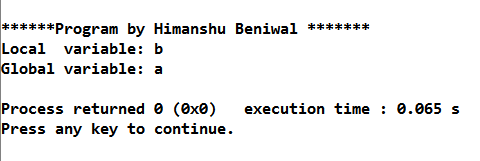 ******Program by Himanshu Beniwal *******
Local  variable: b
Global variable: a
Process returned 0 (0x0)   execution time : 0.065 s
Press any key to continue.